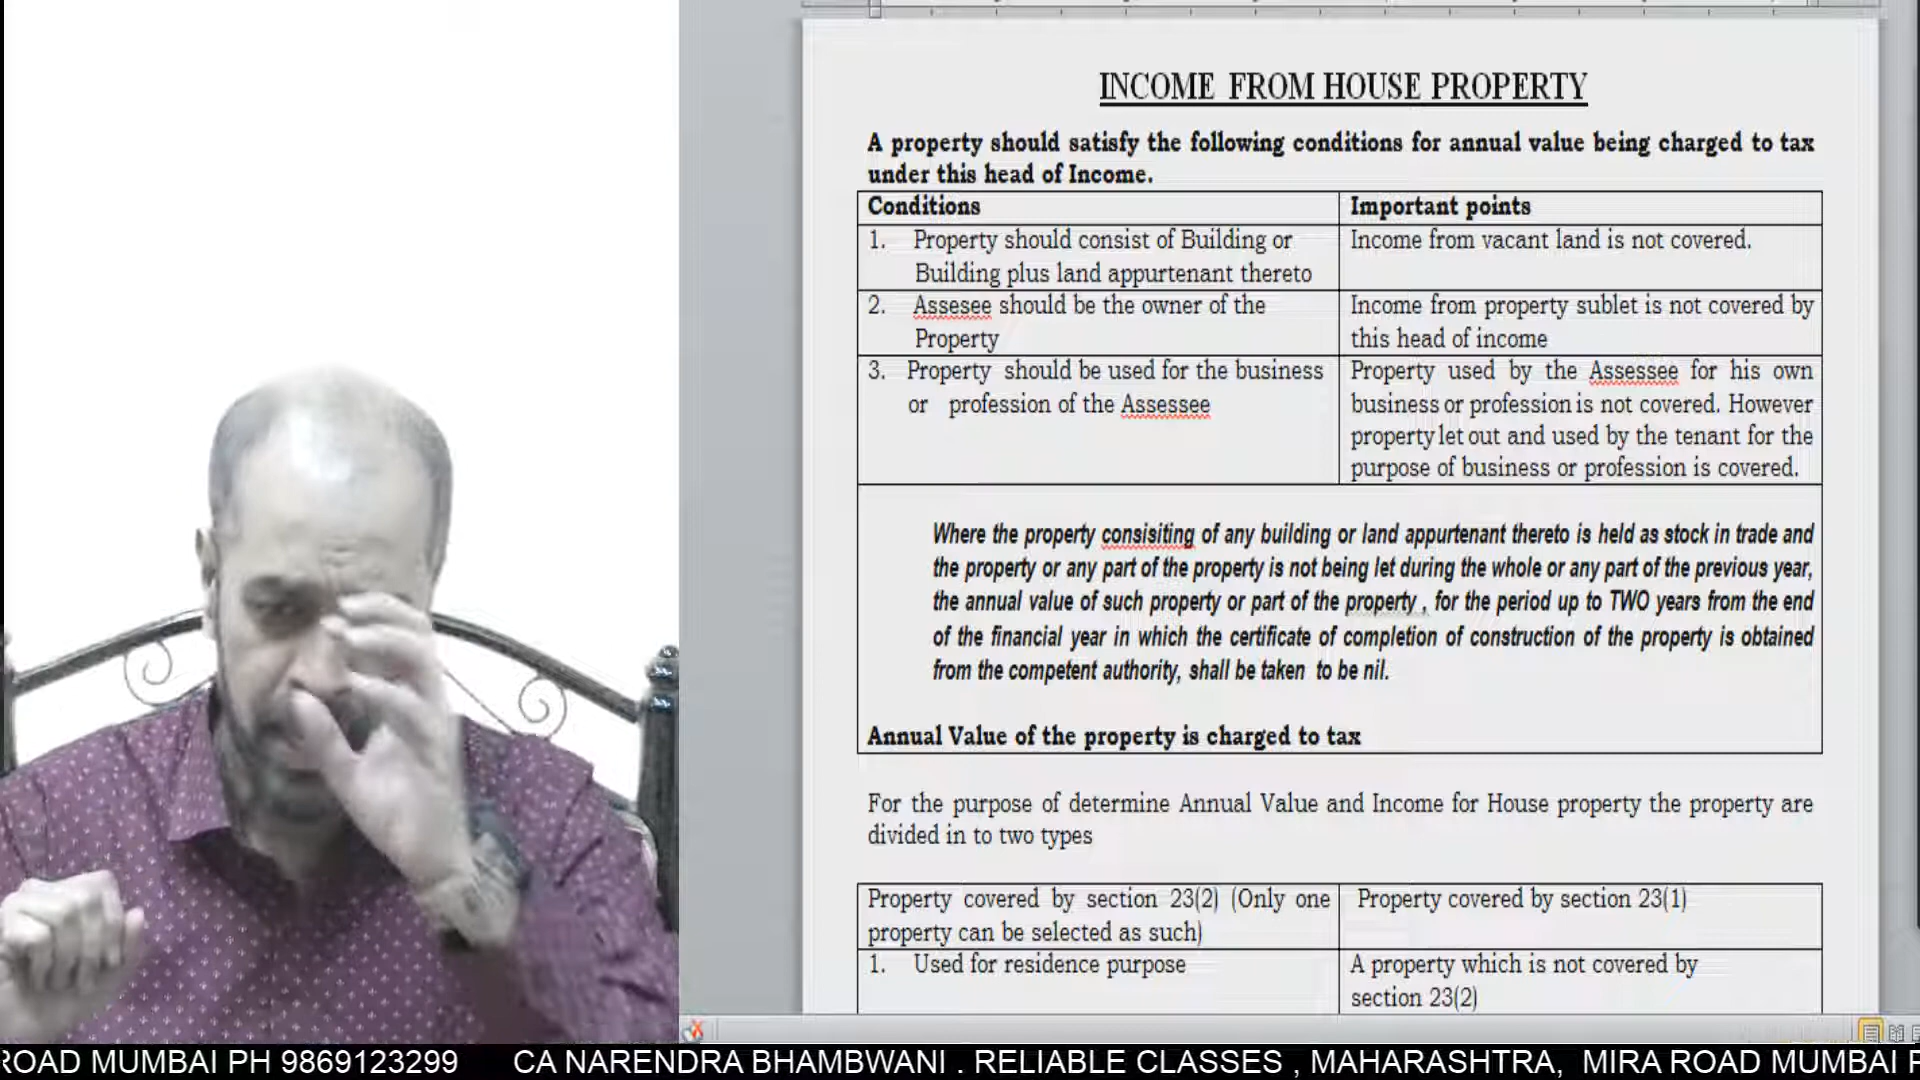 INCOME FROM HOUSE PROPERTY
A property should satisfy the following conditions for annual value being charged to tax
under this head of Income.
Conditions
Important points
1. Property should consist of Building or
Building plus land appurtenant thereto
Income from vacant land is not covered.
2. Assesee should be the owner of the
Property
Income from property sublet is not covered by
this head of income
3. Property should be used for the business
or profession of the Assessee
Property used by the Assessee for his own
business or profession is not covered. However
property let out and used by the tenant for the
purpose of business or profession is covered.
Where the property consisiting of any building or land appurtenant thereto is held as stock in trade and
the property or any part of the property is not being let during the whole or any part of the previous year,
the annual value of such property or part of the property , for the period up to TWO years from the end
of the financial year in which the certificate of completion of construction of the property is obtained
from the competent authority, shall be taken to be nil.
Annual Value of the property is charged to tax
For the purpose of determine Annual Value and Income for House property the property are
divided in to two types
Property covered by section 23(2) (Only one
property can be selected as such)
Property covered by section 23(1)
1. Used for residence purpose
A property which is not covered by
section 23(2)
ROAD MUMBAI PH 9869123299 CA NARENDRA BHAMBWANI . RELIABLE CLASSES , MAHARASHTRA, MIRA ROAD MUMBAI